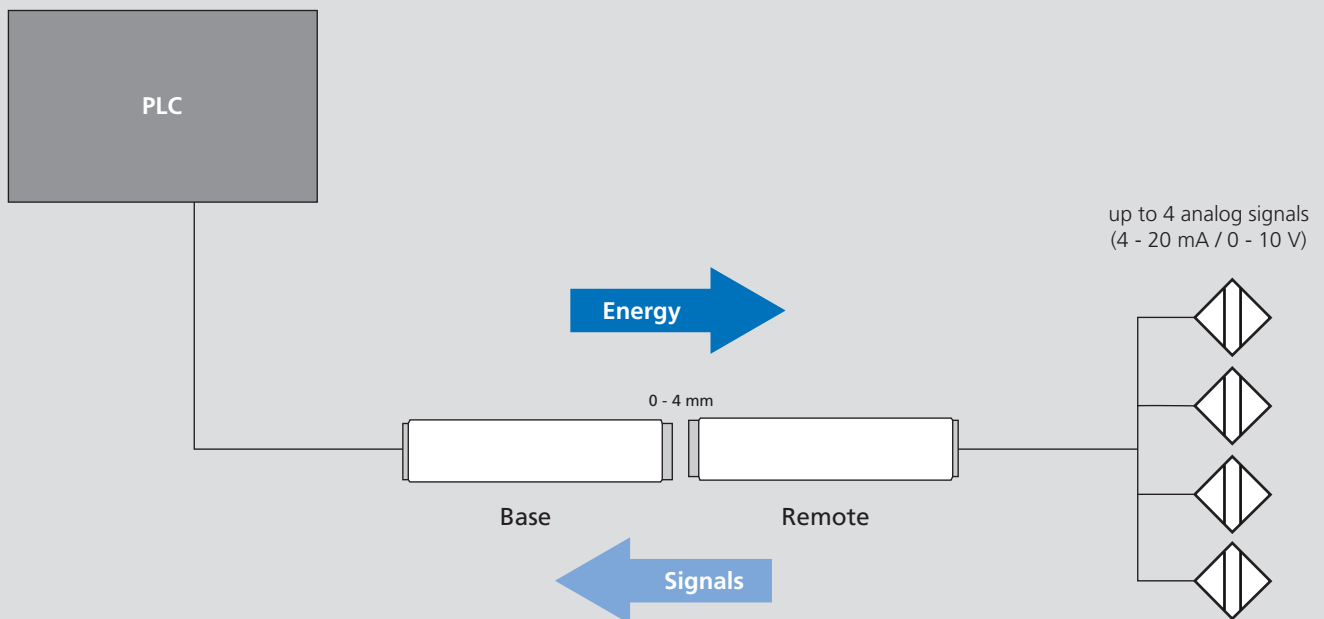 PLC
up to 4 analog signals
(4 - 20 mA / 0 - 10 V)
Energy
0 - 4 mm
Base
Remote
Signals